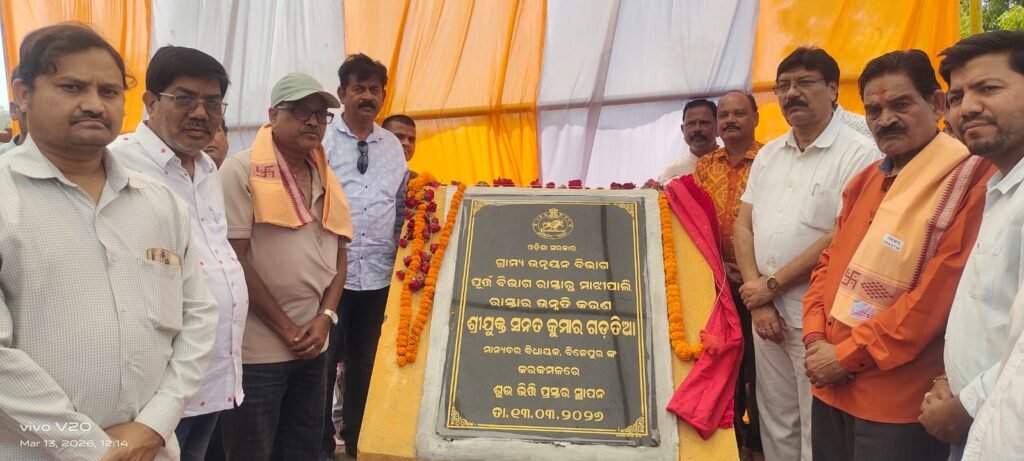 ଓଡ଼ିଶା ସରକାର
ଗ୍ରାମ୍ୟ ଉନ୍ନୟନ ବିଭାଗ
ପୂର୍ତ୍ତ ବିଭାଗ ରାସ୍ତାରୁ ମାଝୀପାଲି
ରାସ୍ତାର ଉନ୍ନତି କରଣ
ଶ୍ରୀଯୁକ୍ତ ସନତ କୁମାର ଗଡ଼ତିଆ
ମାନ୍ୟବର ବିଧାୟକ, ବିଜେପୁର ଙ୍କ
କରକମଳରେ
ଶୁଭ ଭିତ୍ତି ପ୍ରସ୍ତର ସ୍ଥାପନ
ତା.୧୩.୦୩.୨୦୨୬
vivo V20
Mar 13, 2026, 12:14